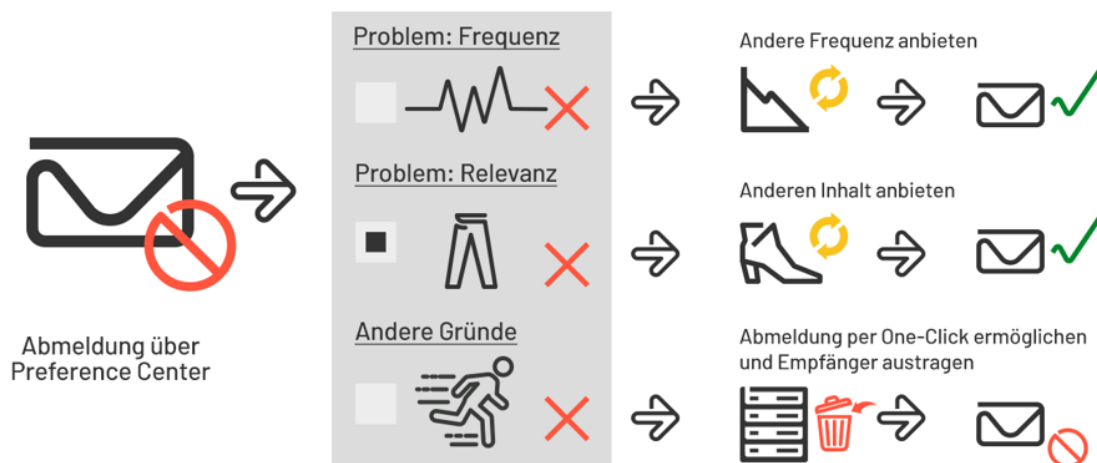 Problem: Frequenz
Andere Frequenz anbieten
Problem: Relevanz
Anderen Inhalt anbieten
Abmeldung über
Preference Center
Andere Gründe
Abmeldung per One-Click ermöglichen
und Empfänger austragen